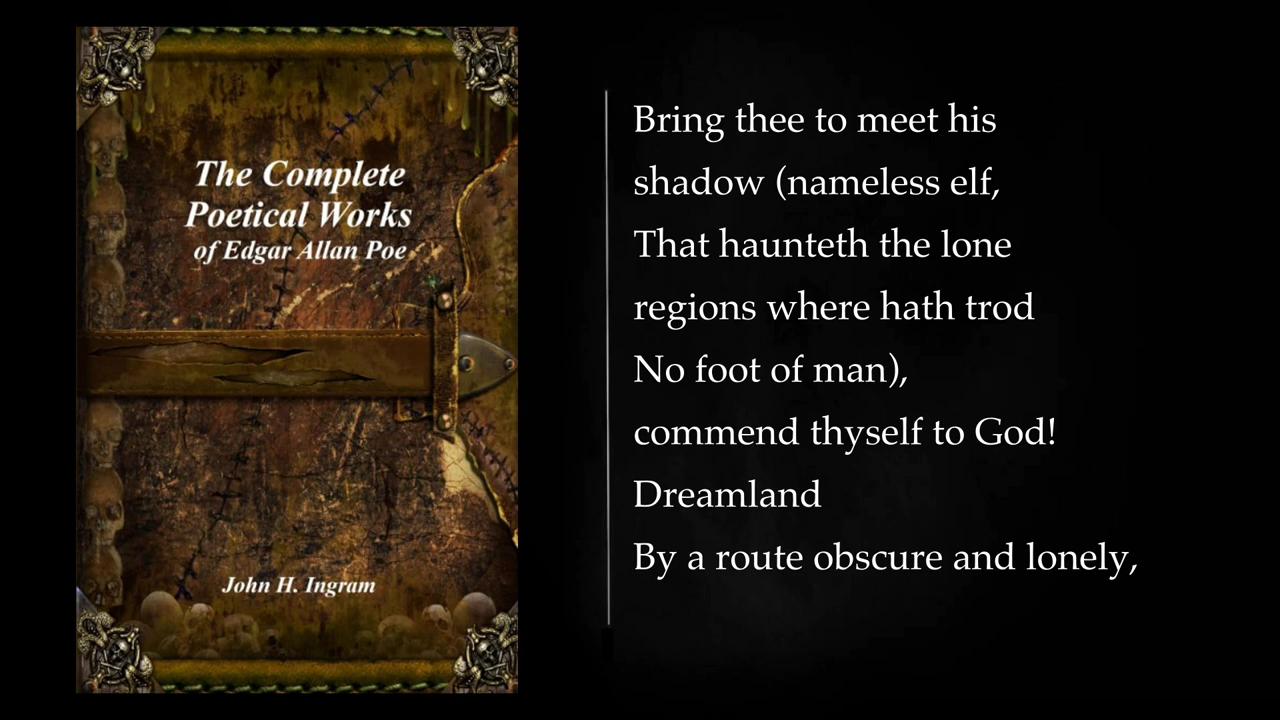 The Complete
Poetical Works
of Edgar Allan Poe
John H. Ingram
Bring thee to meet his
shadow (nameless elf,
That haunteth the lone
regions where hath trod
No foot of man),
commend thyself to God!
Dreamland
By a route obscure and lonely,